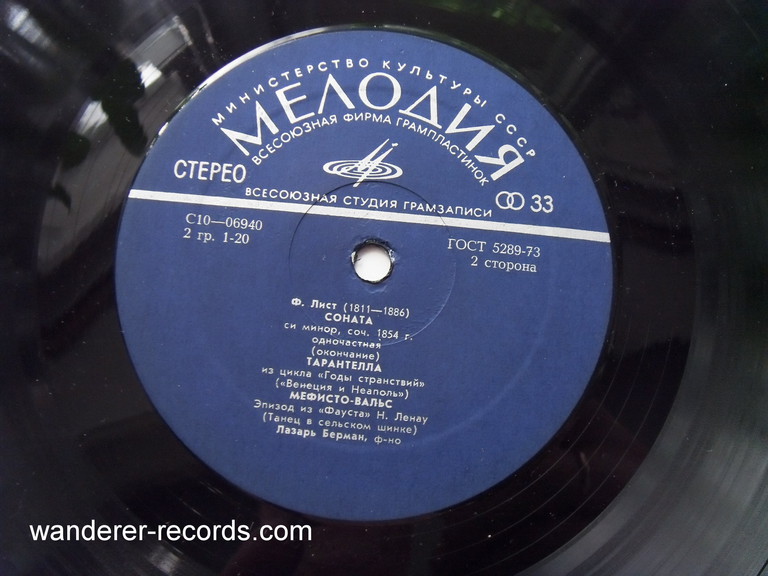 МИНИСТЕРСТВО КУЛЬТУРЫ СССР
МЕЛОДИЯ
ВСЕСОЮЗНАЯ ФИРМА ГРАМПЛАСТИНОК
СТЕРЕО
33
ВСЕСОЮЗНАЯ СТУДИЯ ГРАМЗАПИСИ
С10—06940
2 гр. 1-20
ГОСТ 5289-73
2 сторона
Ф. Лист (1811—1886)
СОНАТА
си минор, соч. 1854 г.
одночастная
(окончание)
ТАРАНТЕЛЛА
из цикла «Годы странствий»
(«Венеция и Неаполь»)
МЕФИСТО-ВАЛЬС
Эпизод из «Фауста» Н. Ленау
(Танец в сельском шинке)
Лазарь Берман, ф-но
wanderer-records.com